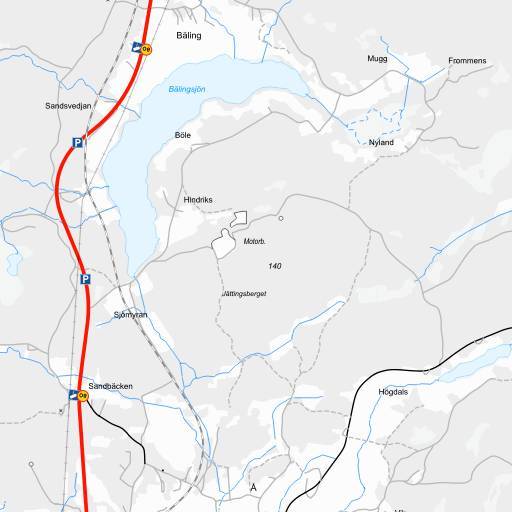 Bäling
Mugg
Frommens
Bälingsjön
Sandsvedjan
Böle
P
Nyland
Hindriks
Motorb.
140
P
Jättingsberget
Sjömyran
Sandbäcken
Högdals
Å